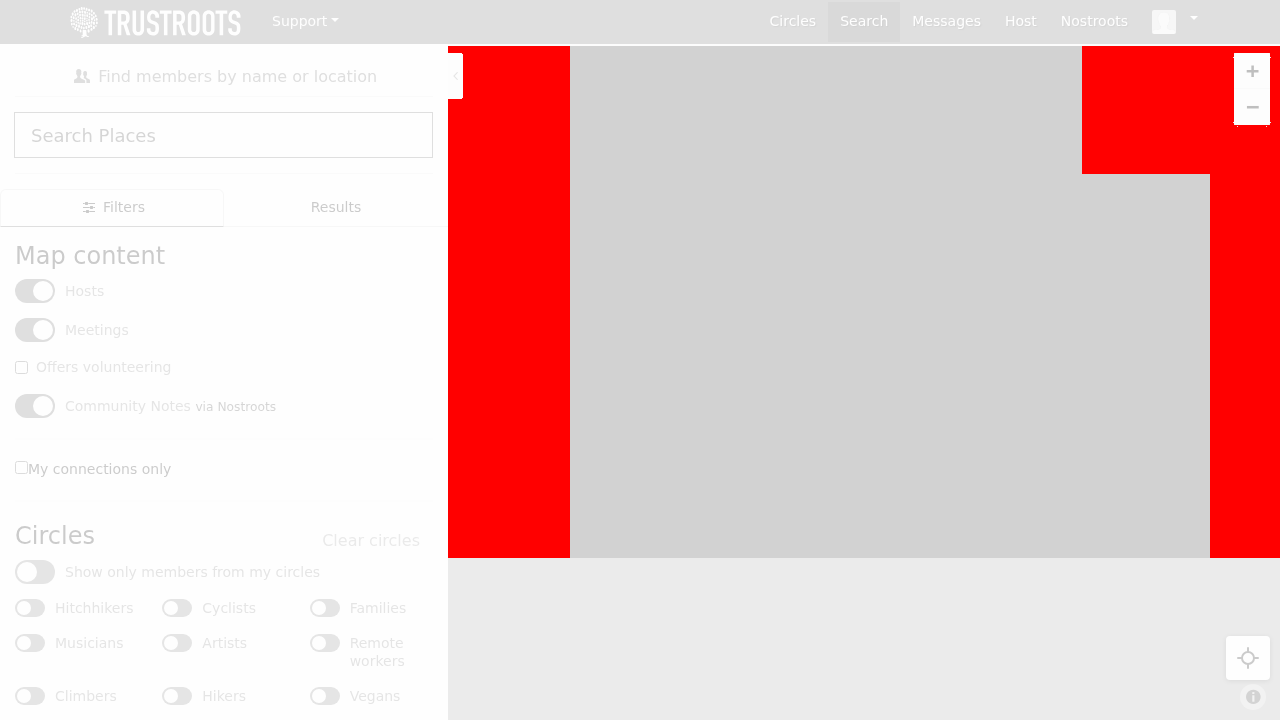 TRUSTROOTS Support Circles Search Messages Host Nostroots
Find members by name or location
Search Places
Filters Results
Map content
Hosts
Meetings
Offers volunteering
Community Notes via Nostroots
My connections only
Circles Clear circles
Show only members from my circles
Hitchhikers Cyclists Families
Musicians Artists Remote workers
Climbers Hikers Vegans